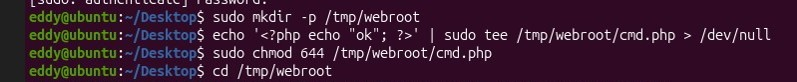 [sudo: authenticate] Password:
eddy@ubuntu:~/Desktop$ sudo mkdir -p /tmp/webroot
eddy@ubuntu:~/Desktop$ echo '<?php echo "ok"; ?>' | sudo tee /tmp/webroot/cmd.php > /dev/null
eddy@ubuntu:~/Desktop$ sudo chmod 644 /tmp/webroot/cmd.php
eddy@ubuntu:~/Desktop$ cd /tmp/webroot